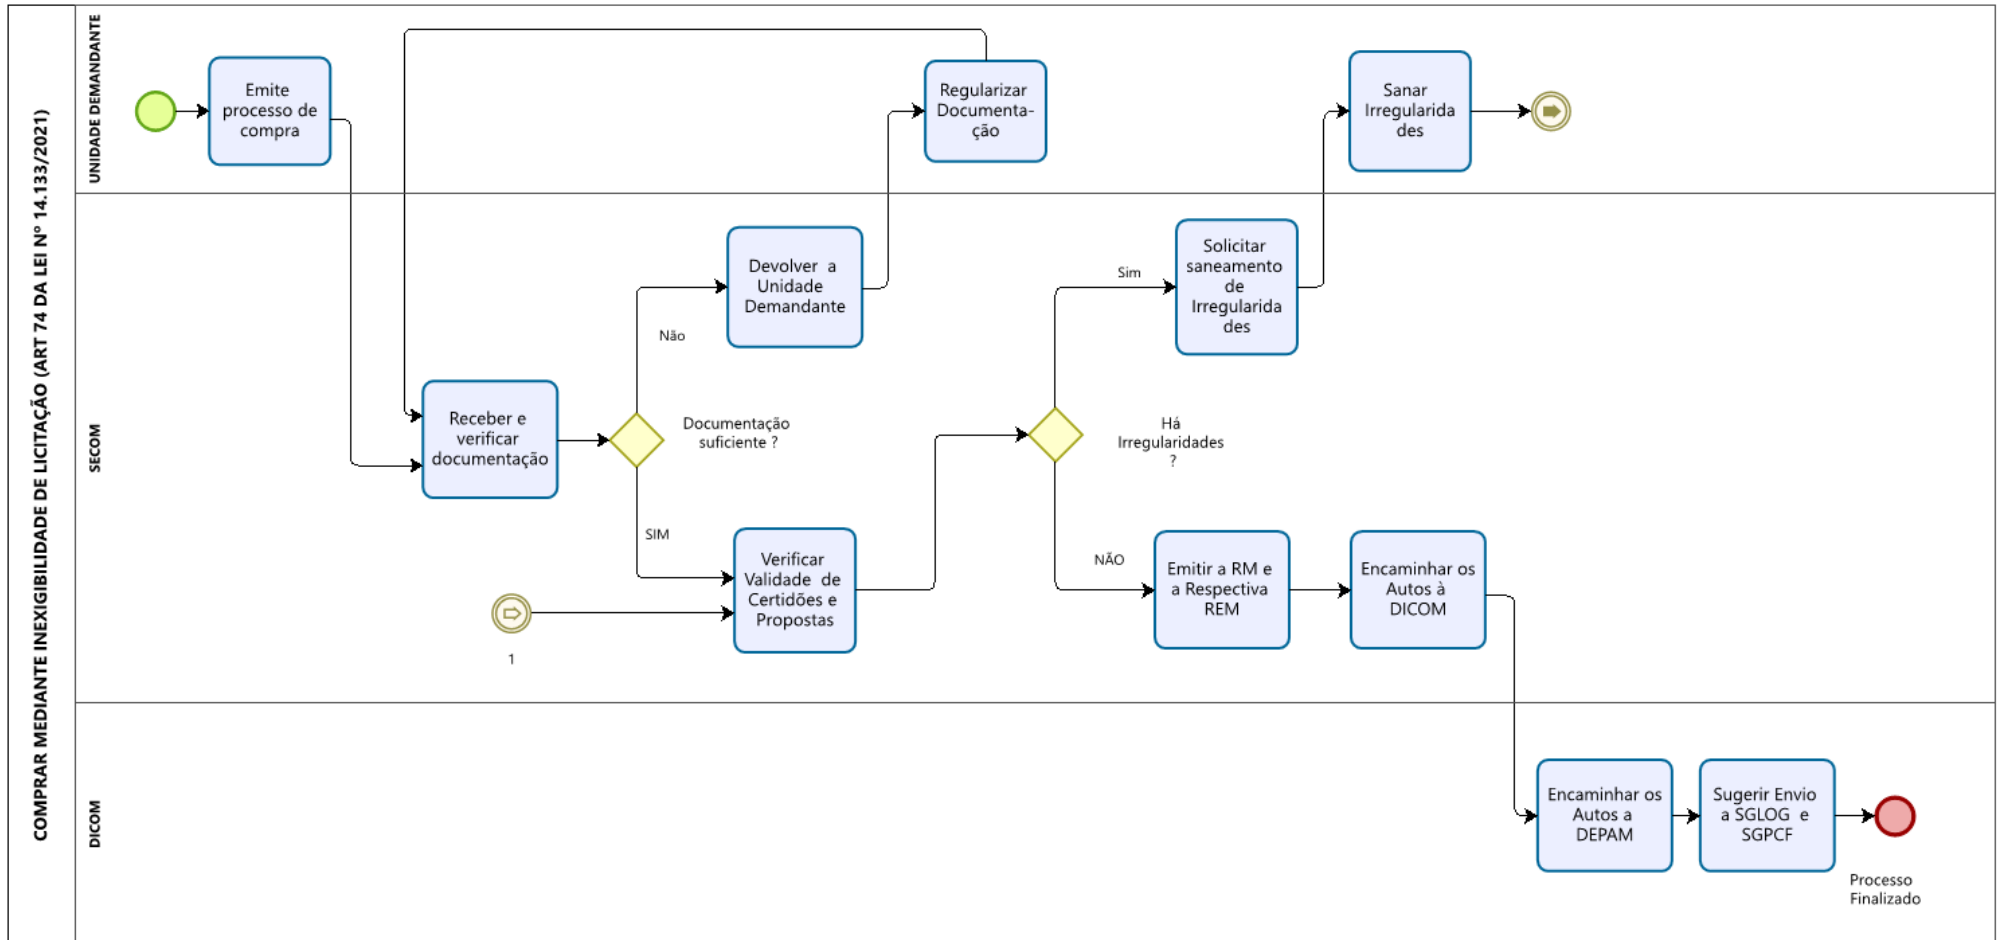 COMPRAR MEDIANTE INEXIGIBILIDADE DE LICITAÇÃO (ART 74 DA LEI Nº 14.133/2021)
UNIDADE DEMANDANTE
Emite
processo de
compra
Regularizar
Documenta-
ção
Sanar
Irregularida
des
SECOM
Receber e
verificar
documentação
Documentação
suficiente ?
Não
Devolver a
Unidade
Demandante
SIM
Verificar
Validade de
Certidões e
Propostas
1
Há
Irregularidades
?
Sim
Solicitar
saneamento
de
Irregularida
des
NÃO
Emitir a RM e
a Respectiva
REM
Encaminhar os
Autos à
DICOM
DICOM
Encaminhar os
Autos a
DEPAM
Sugerir Envio
a SGLOG e
SGPCF
Processo
Finalizado